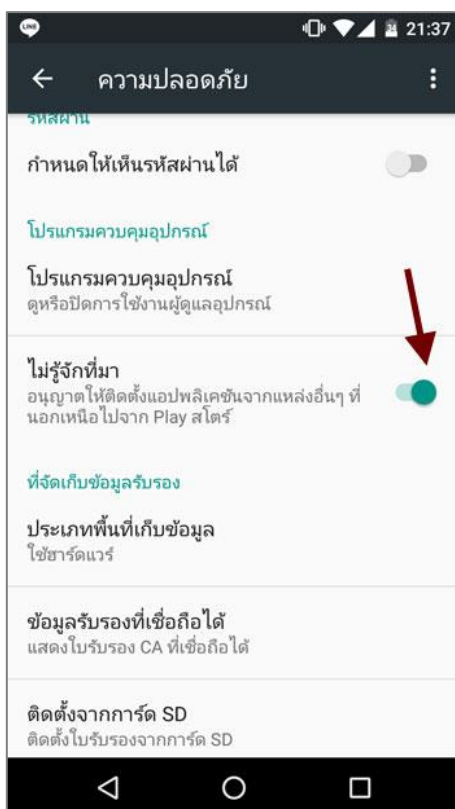 LINE
24 21:37
ความปลอดภัย
รหัสผ่าน
กำหนดให้เห็นรหัสผ่านได้
โปรแกรมควบคุมอุปกรณ์
โปรแกรมควบคุมอุปกรณ์
ดูหรือปิดการใช้งานผู้ดูแลอุปกรณ์
ไม่รู้จักที่มา
อนุญาตให้ติดตั้งแอปพลิเคชันจากแหล่งอื่นๆ ที่
นอกเหนือไปจาก Play สโตร์
ที่จัดเก็บข้อมูลรับรอง
ประเภทพื้นที่เก็บข้อมูล
ใช้ฮาร์ดแวร์
ข้อมูลรับรองที่เชื่อถือได้
แสดงใบรับรอง CA ที่เชื่อถือได้
ติดตั้งจากการ์ด SD
ติดตั้งใบรับรองจากการ์ด SD